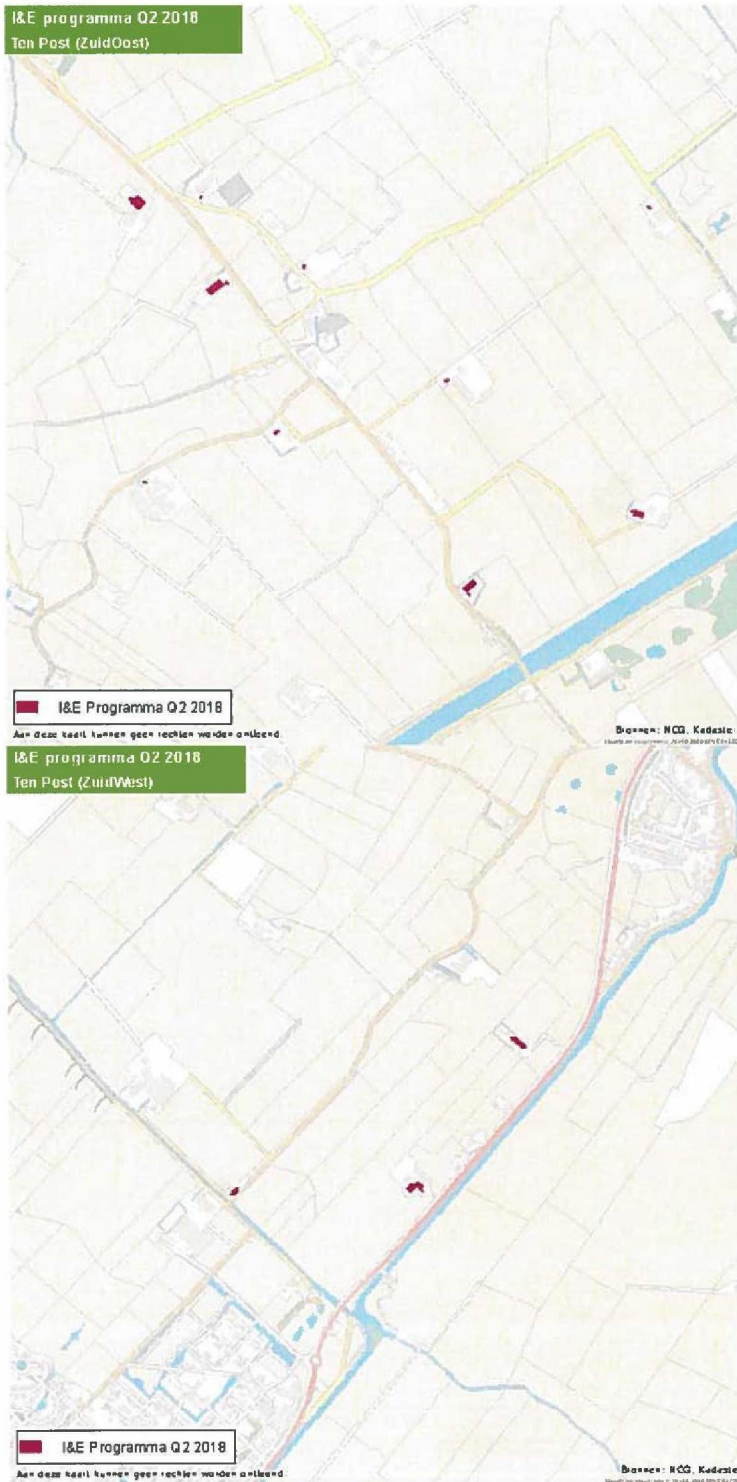 I&E programma Q2 2018
Ten Post (ZuidOost)
I&E Programma Q2 2018
Aan deze kaart kunnen geen rechten worden ontleend.
Bronnen: NCG, Kadaster
I&E programma Q2 2018
Ten Post (ZuidWest)
I&E Programma Q2 2018
Aan deze kaart kunnen geen rechten worden ontleend.
Bronnen: NCG, Kadaster